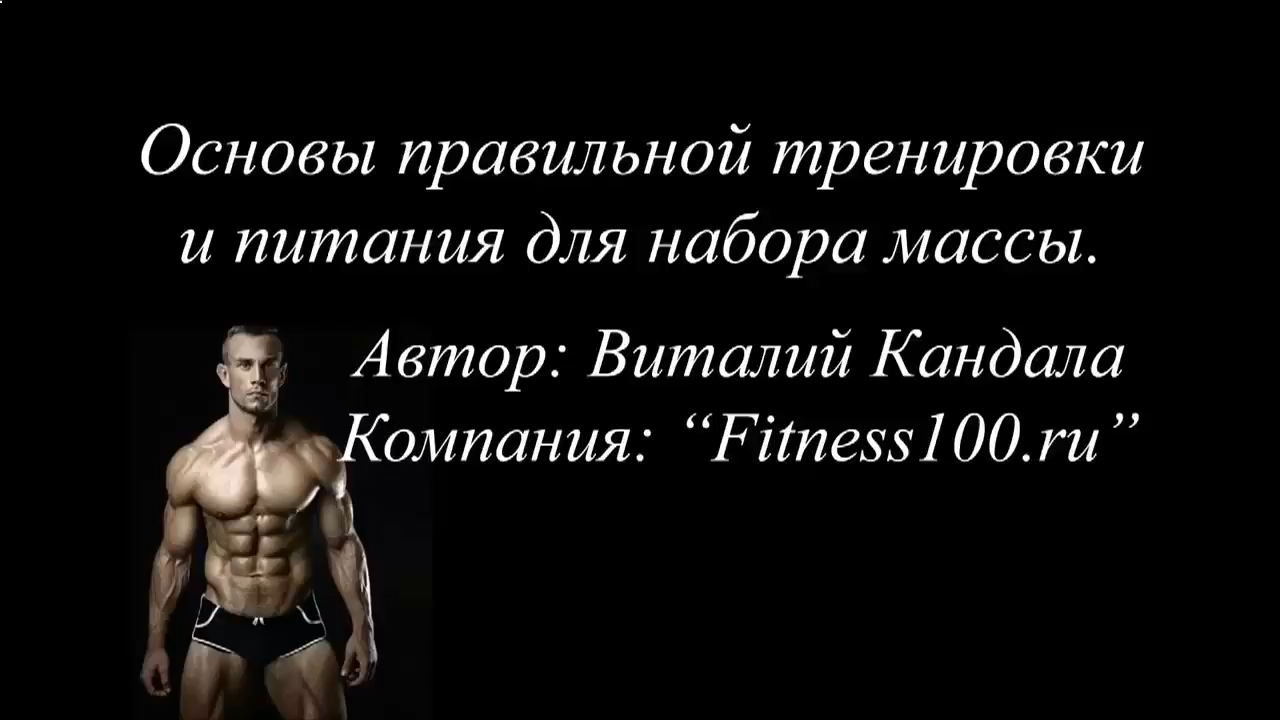 Основы правильной тренировки
и питания для набора массы.
Автор: Виталий Кандала
Компания: “Fitness100.ru”